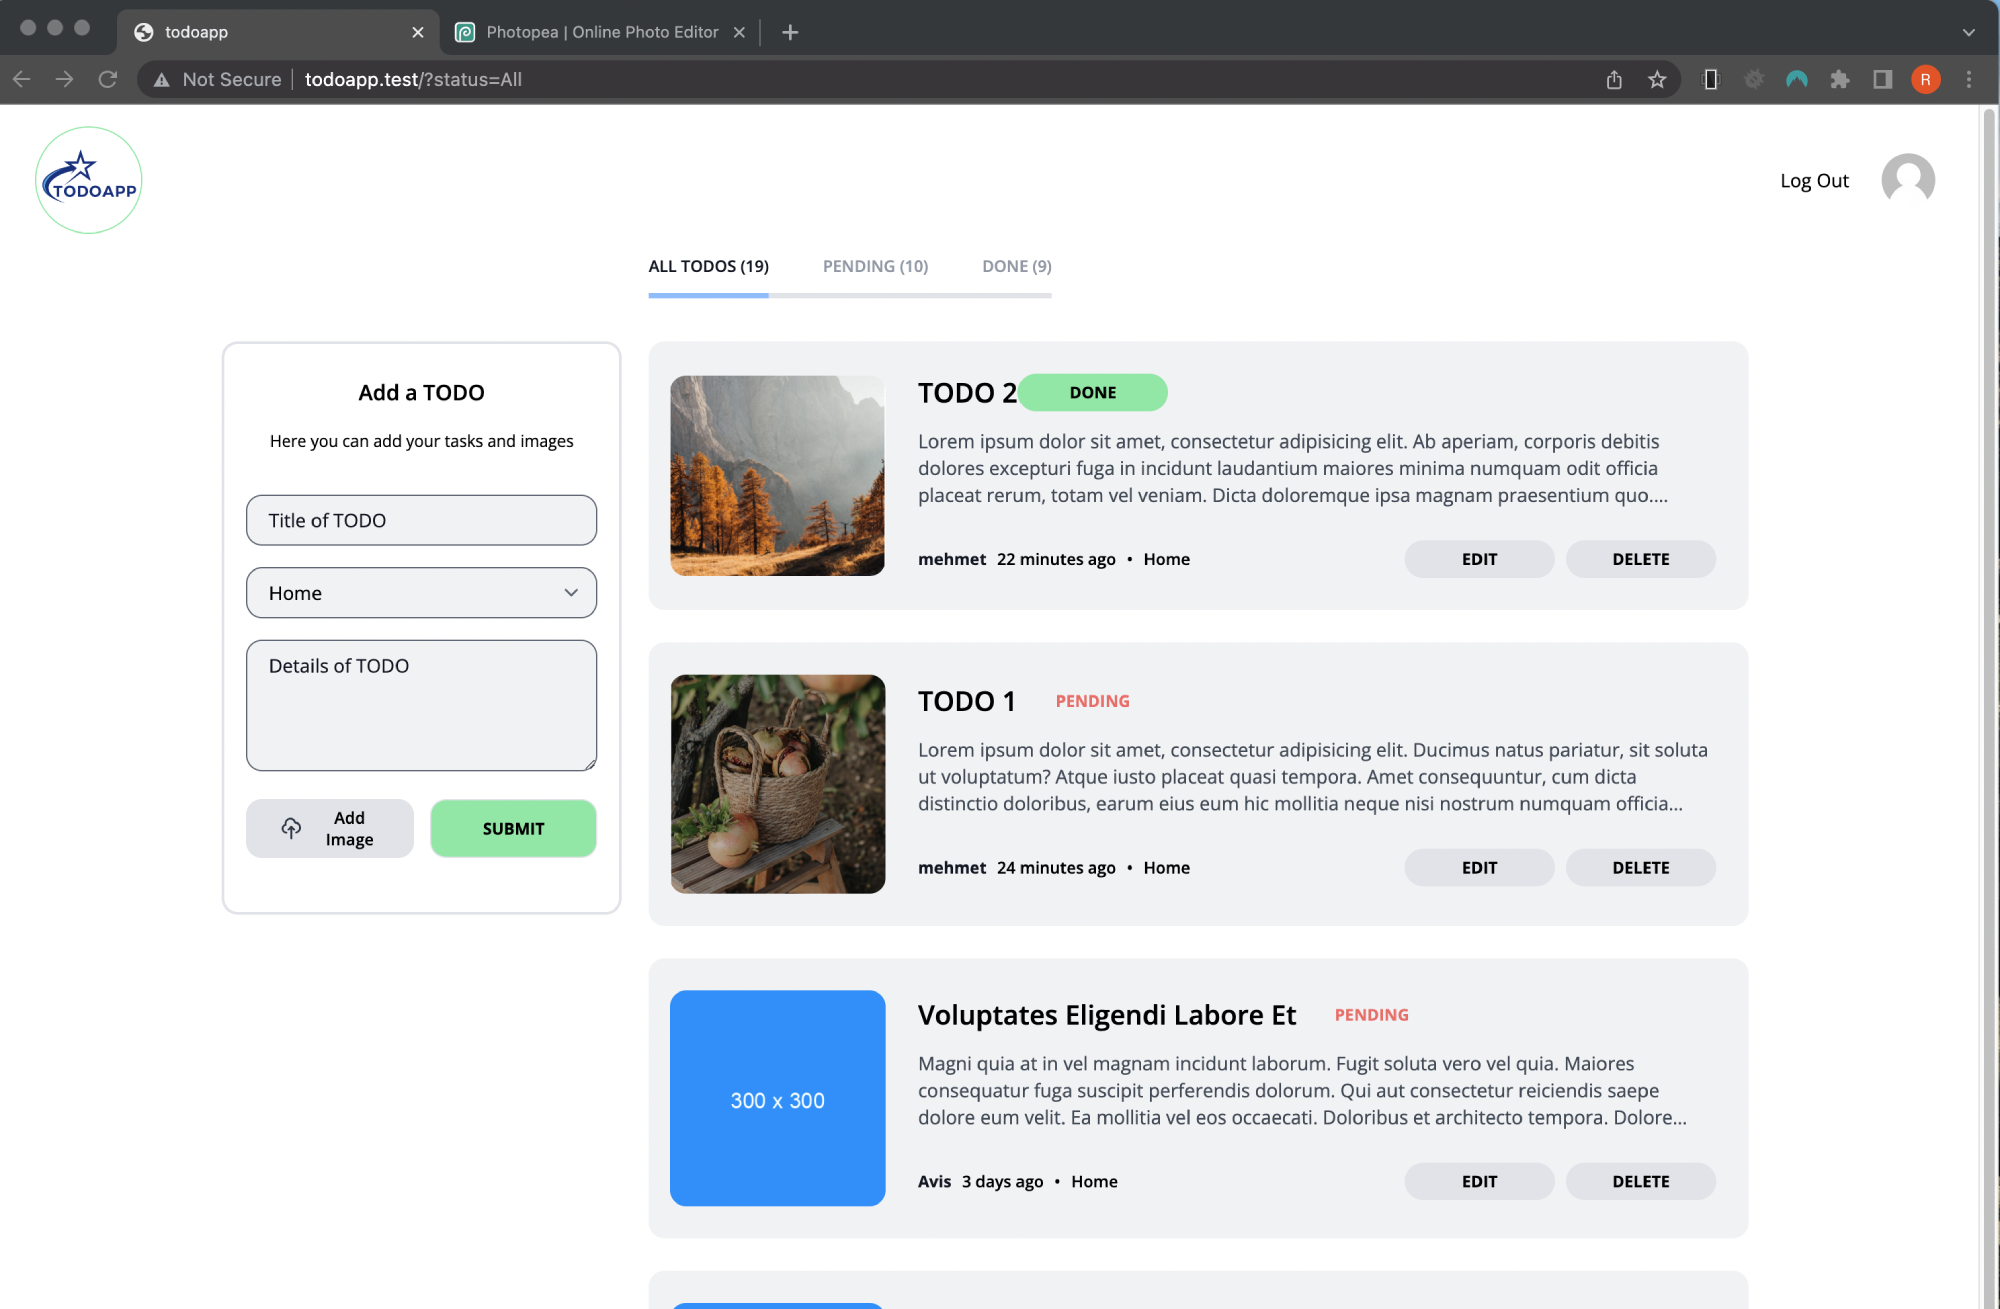 todoapp
Photopea | Online Photo Editor
Not Secure
todoapp.test/?status=All
R
TODOAPP
Log Out
ALL TODOS (19)
PENDING (10)
DONE (9)
Add a TODO
Here you can add your tasks and images
Title of TODO
Home
Details of TODO
Add
Image
SUBMIT
TODO 2
DONE
Lorem ipsum dolor sit amet, consectetur adipisicing elit. Ab aperiam, corporis debitis
dolores excepturi fuga in incidunt laudantium maiores minima numquam odit officia
placeat rerum, totam vel veniam. Dicta doloremque ipsa magnam praesentium quo....
mehmet 22 minutes ago • Home
EDIT
DELETE
TODO 1
PENDING
Lorem ipsum dolor sit amet, consectetur adipisicing elit. Ducimus natus pariatur, sit soluta
ut voluptatum? Atque iusto placeat quasi tempora. Amet consequuntur, cum dicta
distinctio doloribus, earum eius eum hic mollitia neque nisi nostrum numquam officia...
mehmet 24 minutes ago • Home
EDIT
DELETE
300 x 300
Voluptates Eligendi Labore Et
PENDING
Magni quia at in vel magnam incidunt laborum. Fugit soluta vero vel quia. Maiores
consequatur fuga suscipit perferendis dolorum. Qui aut consectetur reiciendis saepe
dolore eum velit. Ea mollitia vel eos occaecati. Doloribus et architecto tempora. Dolore...
Avis 3 days ago • Home
EDIT
DELETE